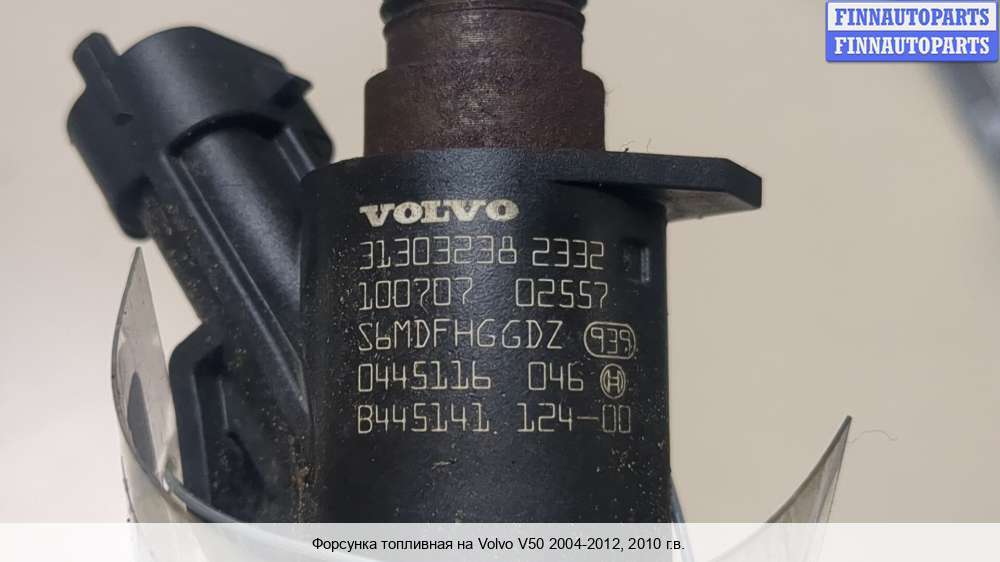 FINNAUTOPARTS
FINNAUTOPARTS
VOLVO
31303238 2332
100707 02557
S6MDFHGGDZ 939
0445116 046 H
B445141 124-00
Форсунка топливная на Volvo V50 2004-2012, 2010 г.в.